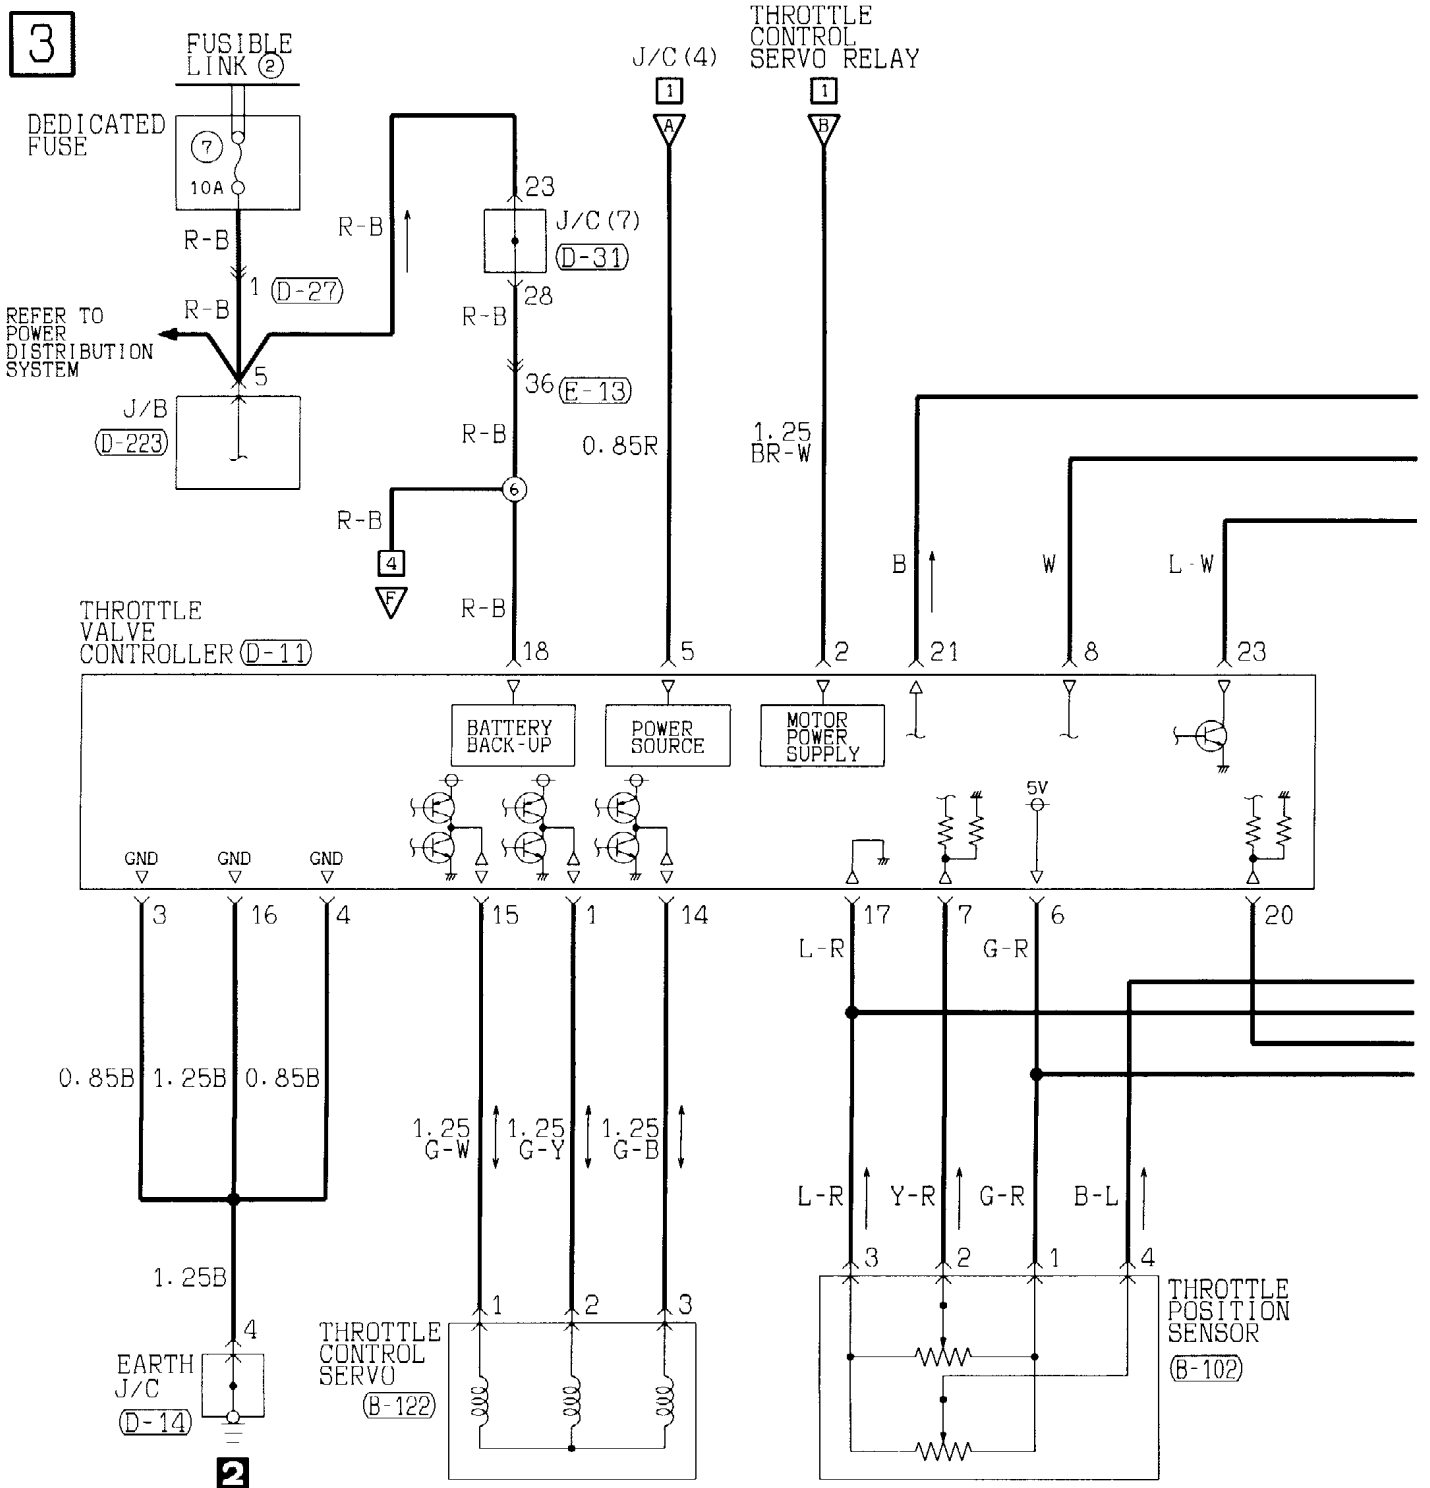 3
FUSIBLE
LINK ②
DEDICATED
FUSE
7
10A
R-B
1 D-27
R-B
REFER TO
POWER
DISTRIBUTION
SYSTEM
5
J/B
D-223
R-B
23
J/C(7)
D-31
28
R-B
36 E-13
R-B
6
R-B
4
F
R-B
J/C(4)
1
A
0.85R
THROTTLE
CONTROL
SERVO RELAY
1
B
1.25
BR-W
B
W
L-W
THROTTLE
VALVE
CONTROLLER D-11
18
5
2
21
8
23
BATTERY
BACK-UP
POWER
SOURCE
MOTOR
POWER
SUPPLY
5V
GND
GND
GND
3
16
4
15
1
14
17
7
6
20
L-R
G-R
0.85B
1.25B
0.85B
1.25
G-W
1.25
G-Y
1.25
G-B
L-R
Y-R
G-R
B-L
1.25B
4
EARTH
J/C
D-14
2
1
2
3
THROTTLE
CONTROL
SERVO
B-122
3
2
1
4
THROTTLE
POSITION
SENSOR
B-102